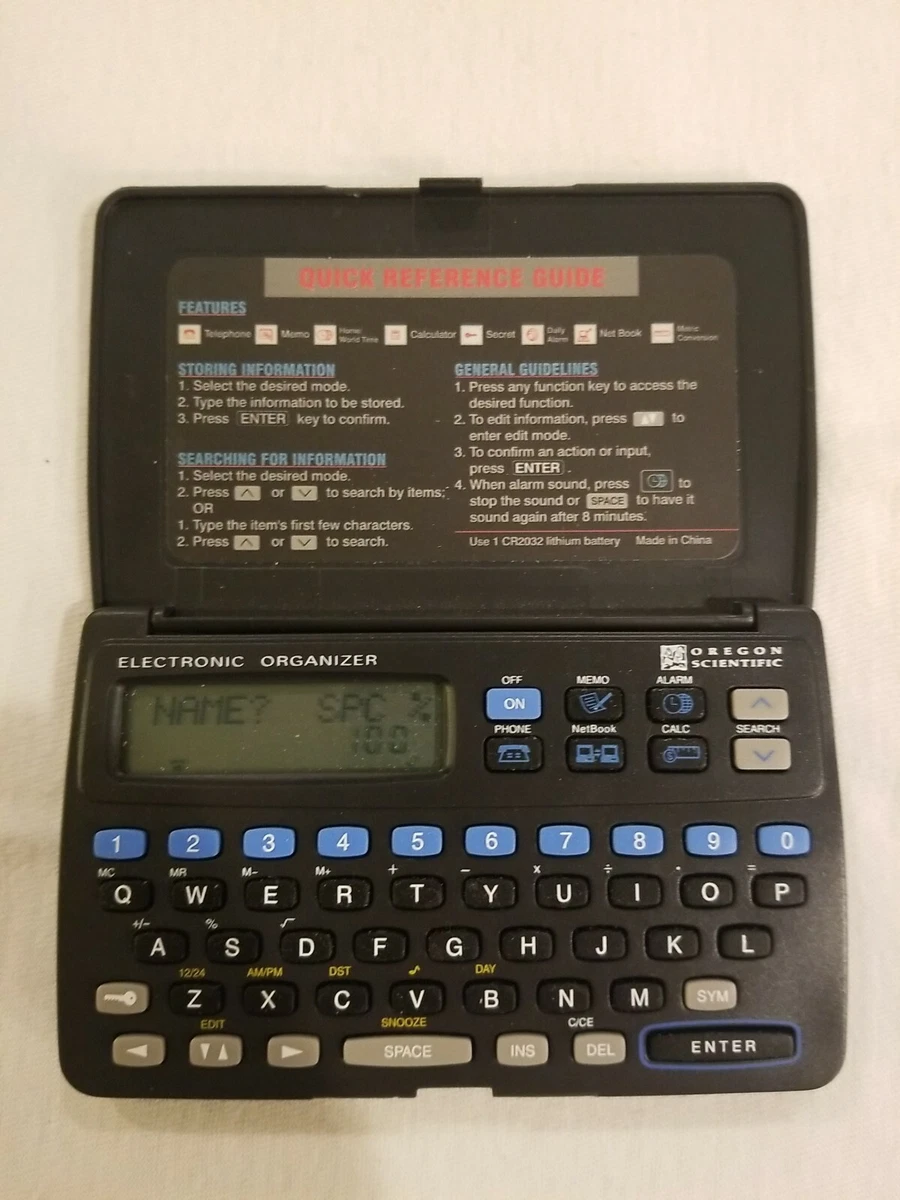 QUICK REFERENCE GUIDE
FEATURES
Telephone Memo Home/World Time Calculator Secret Daily Alarm Net Book Metric Conversion
STORING INFORMATION
1. Select the desired mode.
2. Type the information to be stored.
3. Press ENTER key to confirm.
SEARCHING FOR INFORMATION
1. Select the desired mode.
2. Press ∧ or ∨ to search by items;
OR
1. Type the item's first few characters.
2. Press ∧ or ∨ to search.
GENERAL GUIDELINES
1. Press any function key to access the
desired function.
2. To edit information, press ▲▼ to
enter edit mode.
3. To confirm an action or input,
press ENTER .
4. When alarm sound, press to
stop the sound or SPACE to have it
sound again after 8 minutes.
Use 1 CR2032 lithium battery Made in China
ELECTRONIC ORGANIZER
OREGON
SCIENTIFIC
NAME? SPC %
100
OFF MEMO ALARM
ON ∧
PHONE NetBook CALC SEARCH
∨
1 2 3 4 5 6 7 8 9 0
MC MR M- M+ + − x ÷ . =
Q W E R T Y U I O P
+/− % √
A S D F G H J K L
12/24 AM/PM DST ♪ DAY
Z X C V B N M SYM
EDIT SNOOZE C/CE
◀ ▼▲ ▶ SPACE INS DEL ENTER